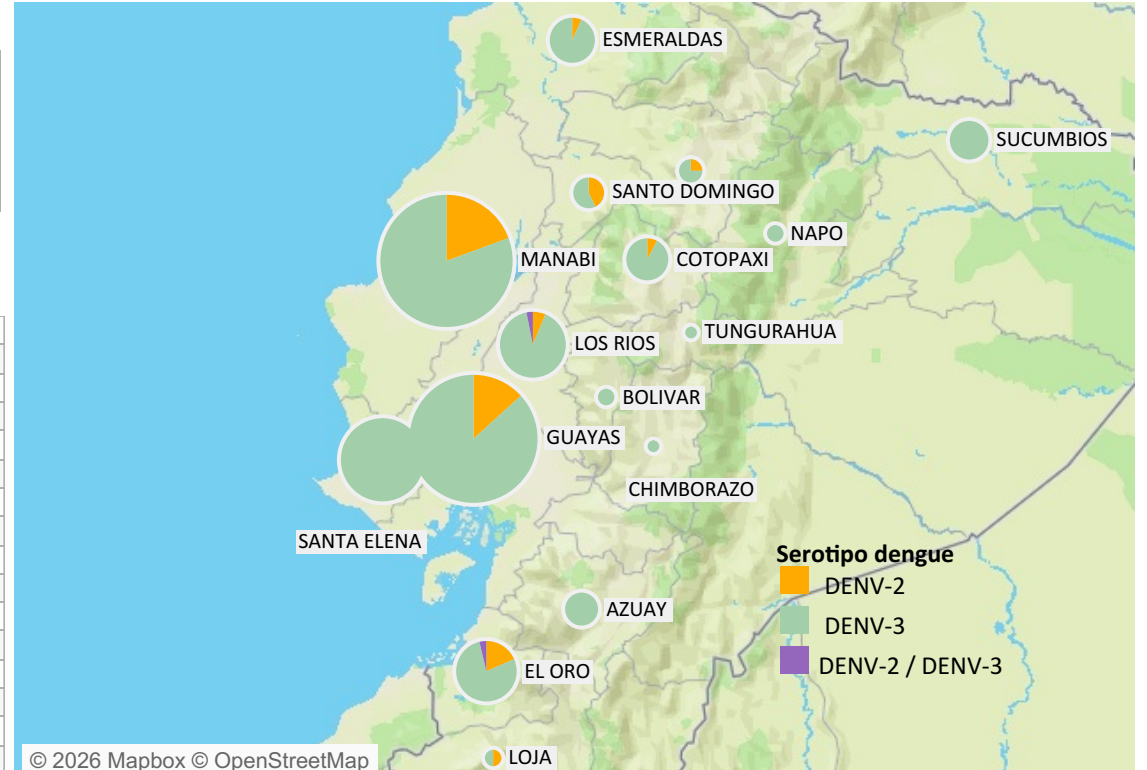 ESMERALDAS
SUCUMBIOS
SANTO DOMINGO
NAPO
MANABI
COTOPAXI
TUNGURAHUA
LOS RIOS
BOLIVAR
GUAYAS
CHIMBORAZO
SANTA ELENA
Serotipo dengue
DENV-2
DENV-3
DENV-2 / DENV-3
AZUAY
EL ORO
LOJA
© 2026 Mapbox © OpenStreetMap